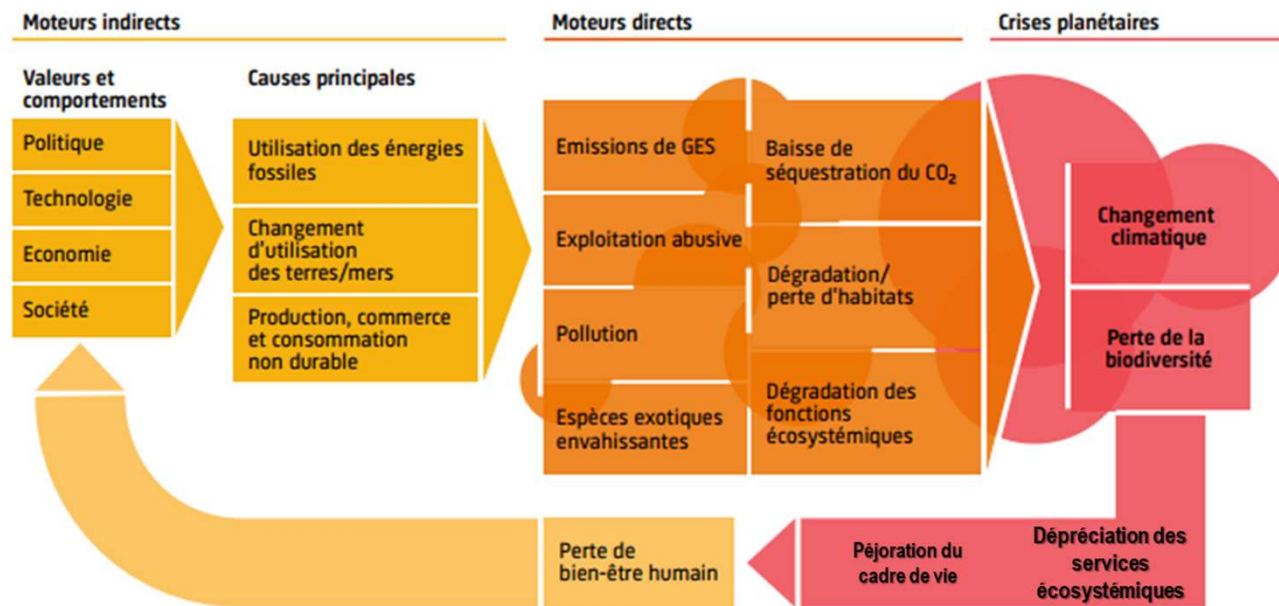 Moteurs indirects
Moteurs directs
Crises planétaires
Valeurs et
comportements
Causes principales
Politique
Technologie
Economie
Société
Utilisation des énergies
fossiles
Changement
d'utilisation
des terres/mers
Production, commerce
et consommation
non durable
Emissions de GES
Exploitation abusive
Pollution
Espèces exotiques
envahissantes
Baisse de
séquestration du CO₂
Dégradation/
perte d'habitats
Dégradation des
fonctions
écosystémiques
Changement
climatique
Perte de la
biodiversité
Perte de
bien-être humain
Péjoration du
cadre de vie
Dépréciation des
services
écosystémiques